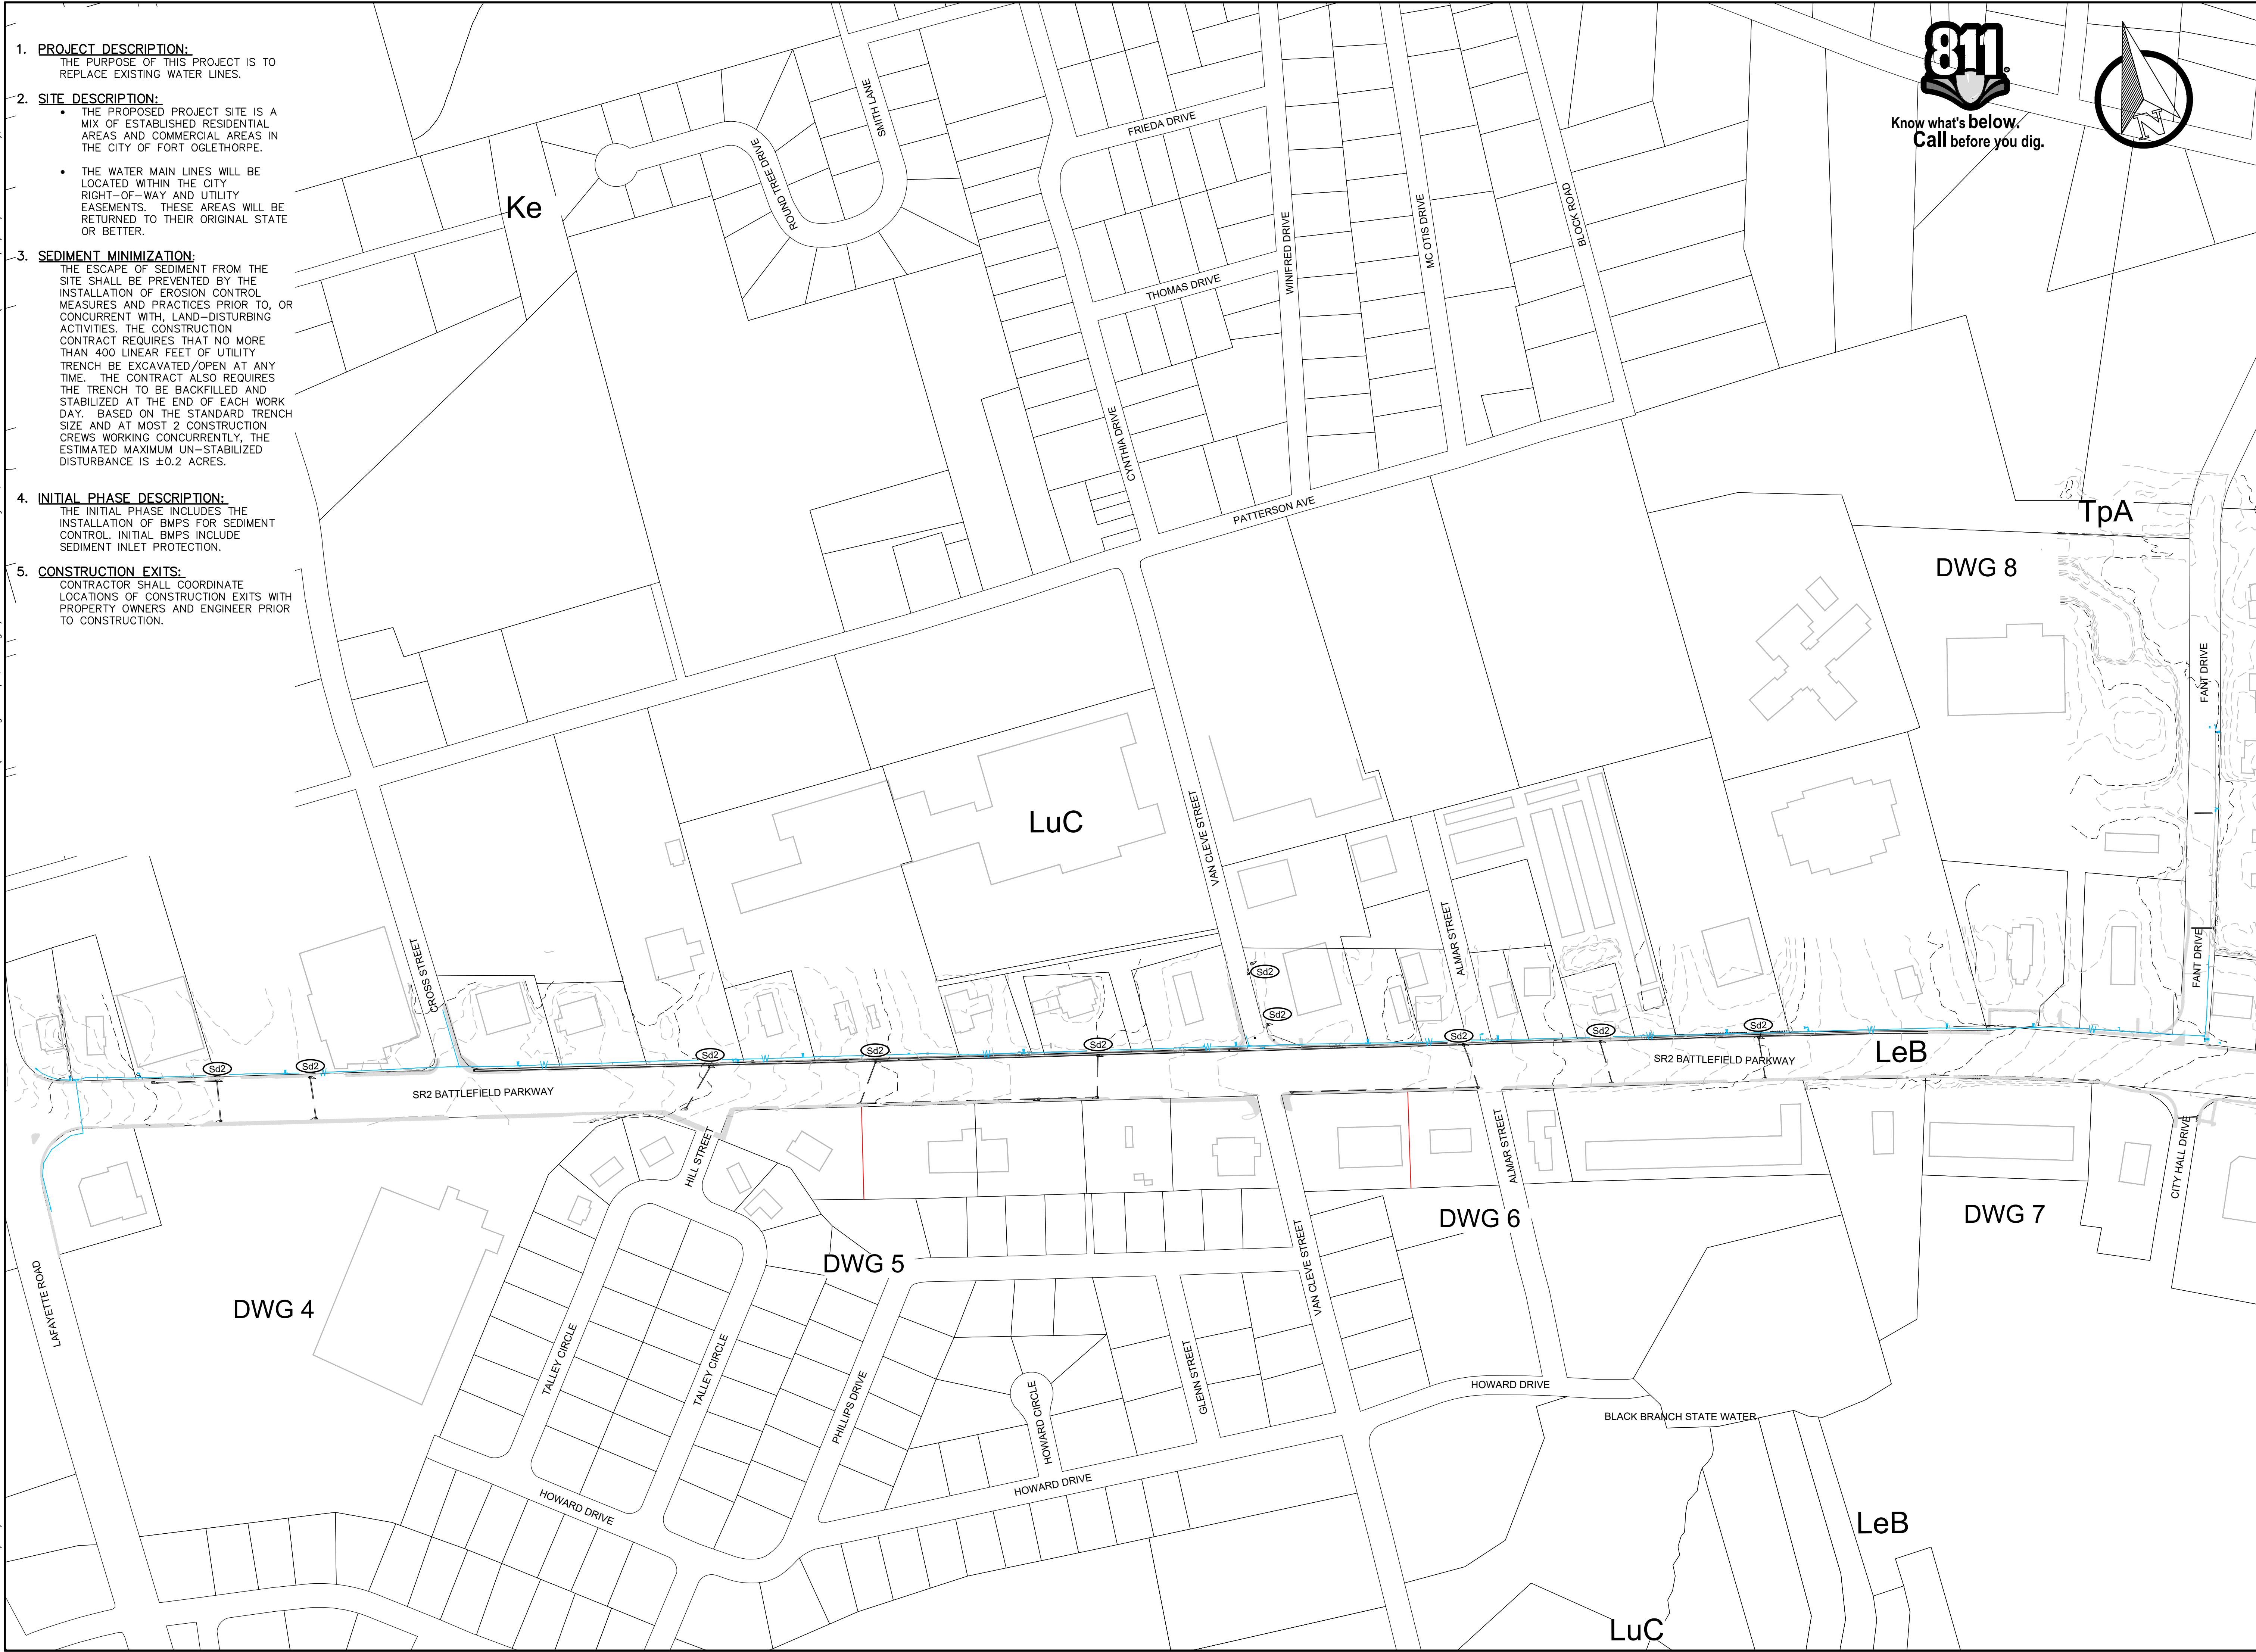 1. PROJECT DESCRIPTION:
THE PURPOSE OF THIS PROJECT IS TO
REPLACE EXISTING WATER LINES.
2. SITE DESCRIPTION:
• THE PROPOSED PROJECT SITE IS A
MIX OF ESTABLISHED RESIDENTIAL
AREAS AND COMMERCIAL AREAS IN
THE CITY OF FORT OGLETHORPE.
• THE WATER MAIN LINES WILL BE
LOCATED WITHIN THE CITY
RIGHT-OF-WAY AND UTILITY
EASEMENTS. THESE AREAS WILL BE
RETURNED TO THEIR ORIGINAL STATE
OR BETTER.
3. SEDIMENT MINIMIZATION:
THE ESCAPE OF SEDIMENT FROM THE
SITE SHALL BE PREVENTED BY THE
INSTALLATION OF EROSION CONTROL
MEASURES AND PRACTICES PRIOR TO, OR
CONCURRENT WITH, LAND-DISTURBING
ACTIVITIES. THE CONSTRUCTION
CONTRACT REQUIRES THAT NO MORE
THAN 400 LINEAR FEET OF UTILITY
TRENCH BE EXCAVATED/OPEN AT ANY
TIME. THE CONTRACT ALSO REQUIRES
THE TRENCH TO BE BACKFILLED AND
STABILIZED AT THE END OF EACH WORK
DAY. BASED ON THE STANDARD TRENCH
SIZE AND AT MOST 2 CONSTRUCTION
CREWS WORKING CONCURRENTLY, THE
ESTIMATED MAXIMUM UN-STABILIZED
DISTURBANCE IS ±0.2 ACRES.
4. INITIAL PHASE DESCRIPTION:
THE INITIAL PHASE INCLUDES THE
INSTALLATION OF BMPS FOR SEDIMENT
CONTROL. INITIAL BMPS INCLUDE
SEDIMENT INLET PROTECTION.
5. CONSTRUCTION EXITS:
CONTRACTOR SHALL COORDINATE
LOCATIONS OF CONSTRUCTION EXITS WITH
PROPERTY OWNERS AND ENGINEER PRIOR
TO CONSTRUCTION.
811
Know what's below.
Call before you dig.
N
SMITH LANE
ROUND TREE DRIVE
Ke
FRIEDA DRIVE
THOMAS DRIVE
WINIFRED DRIVE
MC OTIS DRIVE
BLOCK ROAD
CYNTHIA DRIVE
PATTERSON AVE
TpA
DWG 8
FANT DRIVE
LuC
VAN CLEVE STREET
ALMAR STREET
CROSS STREET
FANT DRIVE
Sd2
Sd2
Sd2
Sd2
Sd2
Sd2
Sd2
Sd2
Sd2
Sd2
W
W
W
W
W
W
W
LeB
SR2 BATTLEFIELD PARKWAY
SR2 BATTLEFIELD PARKWAY
HILL STREET
ALMAR STREET
CITY HALL DRIVE
DWG 6
DWG 7
DWG 5
DWG 4
VAN CLEVE STREET
LAFAYETTE ROAD
TALLEY CIRCLE
TALLEY CIRCLE
PHILLIPS DRIVE
HOWARD CIRCLE
GLENN STREET
HOWARD DRIVE
BLACK BRANCH STATE WATER
HOWARD DRIVE
HOWARD DRIVE
LeB
LuC